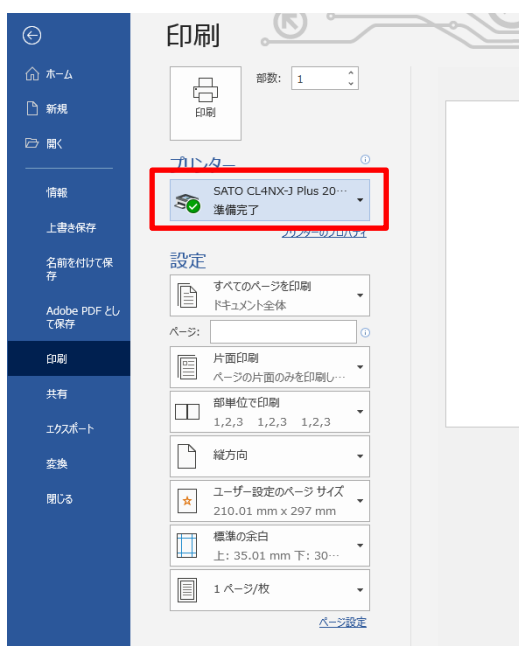 印刷
ホーム
新規
開く
情報
上書き保存
名前を付けて保
存
Adobe PDF とし
て保存
印刷
共有
エクスポート
変換
閉じる
部数: 1
印刷
プリンター
SATO CL4NX-J Plus 20…
準備完了
プリンターのプロパティ
設定
すべてのページを印刷
ドキュメント全体
ページ:
片面印刷
ページの片面のみを印刷し…
部単位で印刷
1,2,3 1,2,3 1,2,3
縦方向
ユーザー設定のページ サイズ
210.01 mm x 297 mm
標準の余白
上: 35.01 mm 下: 30…
1 ページ/枚
ページ設定